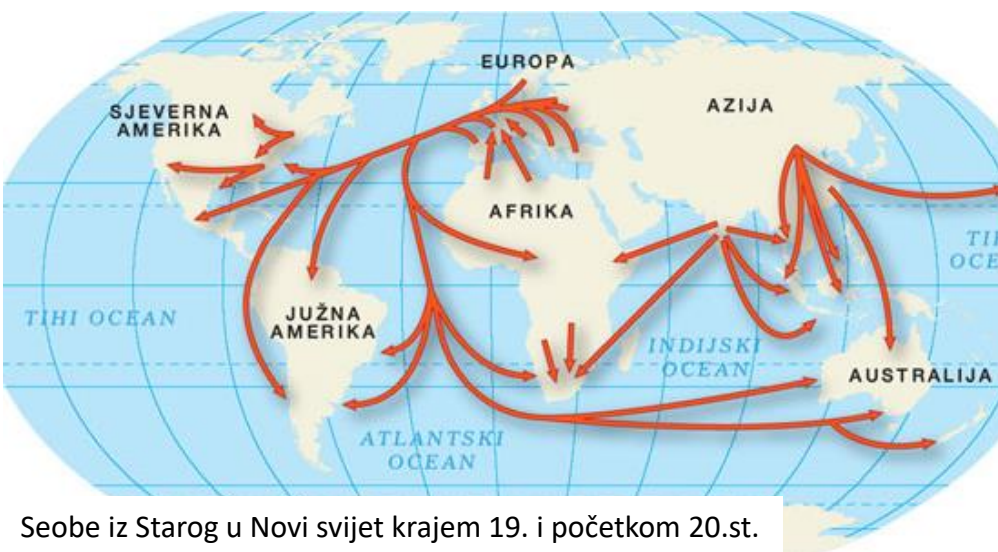 EUROPA
SJEVERNA
AMERIKA
AZIJA
AFRIKA
TIHI OCEAN
JUŽNA
AMERIKA
INDIJSKI
OCEAN
AUSTRALIJA
ATLANTSKI
OCEAN
Seobe iz Starog u Novi svijet krajem 19. i početkom 20.st.